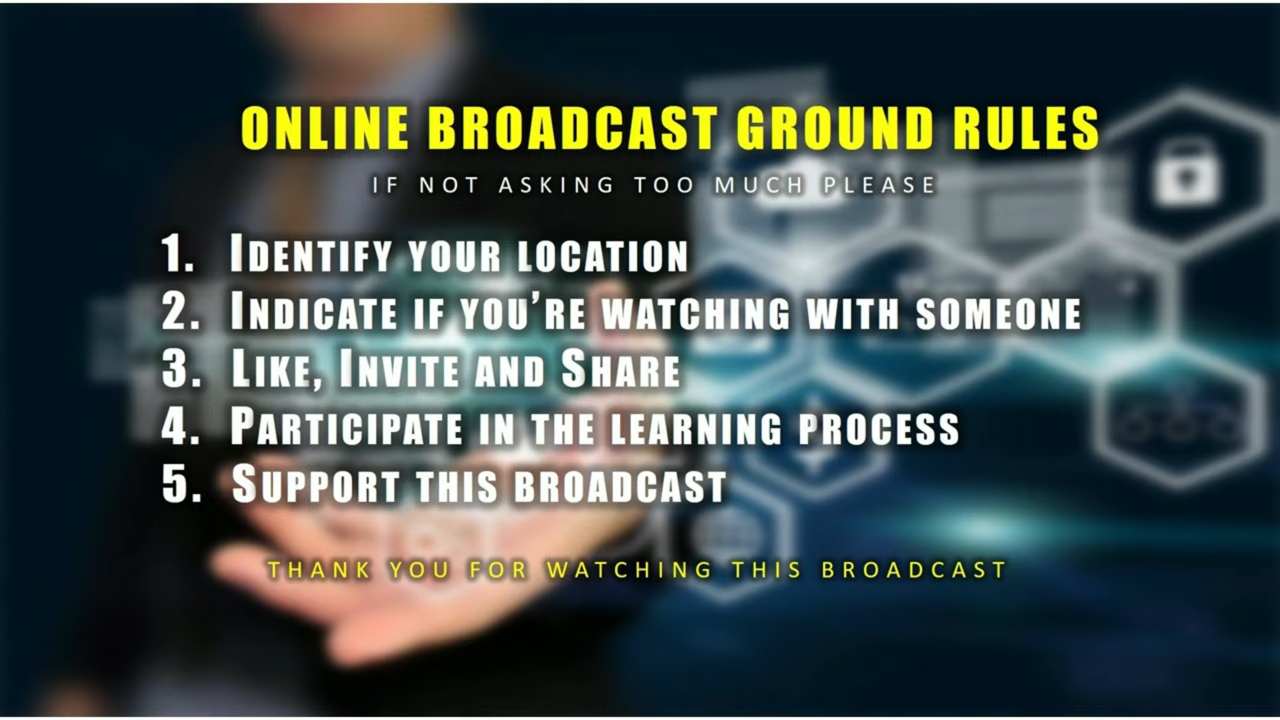 ONLINE BROADCAST GROUND RULES
IF NOT ASKING TOO MUCH PLEASE
1. IDENTIFY YOUR LOCATION
2. INDICATE IF YOU'RE WATCHING WITH SOMEONE
3. LIKE, INVITE AND SHARE
4. PARTICIPATE IN THE LEARNING PROCESS
5. SUPPORT THIS BROADCAST
THANK YOU FOR WATCHING THIS BROADCAST